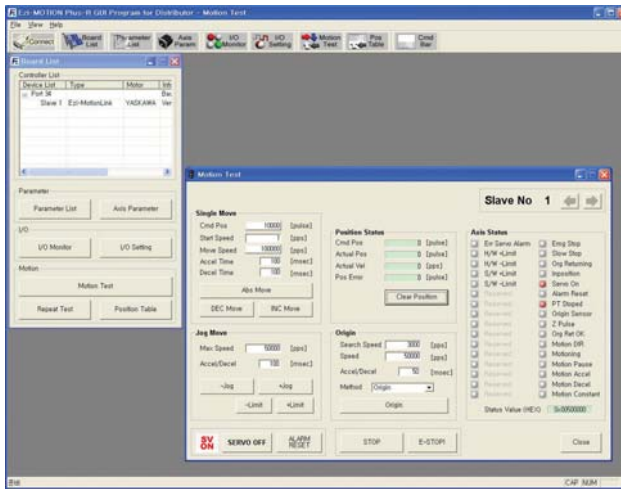 Ezi-MOTION Plus-R GUI Program for Distributor - Motion Test
File View Help
Connect Board List Parameter List Axis Param I/O Monitor I/O Setting Motion Test Pos Table Cmd Bar
Board List
Controller List
Device List Type Motor
Port 34
Slave 1 Ezi-MotionLink YASKAWA Ver
Parameter
Parameter List Axis Parameter
I/O
I/O Monitor I/O Setting
Motion
Motion Test
Repeat Test Position Table
Motion Test
Slave No 1
Single Move
Cmd Pos 10000 [pulse]
Start Speed 1 [pps]
Move Speed 100000 [pps]
Accel Time 100 [msec]
Decel Time 100 [msec]
Abs Move
DEC Move INC Move
Position Status
Cmd Pos 0 [pulse]
Actual Pos 0 [pulse]
Actual Vel 0 [pps]
Pos Error 0 [pulse]
Clear Position
Axis Status
Err Servo Alarm Emg Stop
H/W +Limit Slow Stop
H/W -Limit Org Returning
S/W +Limit Inposition
S/W -Limit Servo On
Reserved Alarm Reset
Reserved PT Stoped
Reserved Origin Sensor
Reserved Z Pulse
Reserved Org Ret OK
Reserved Motion DIR
Reserved Motioning
Reserved Motion Pause
Reserved Motion Accel
Reserved Motion Decel
Reserved Motion Constant
Status Value (HEX) 0x00500000
Jog Move
Max Speed 50000 [pps]
Accel/Decel 100 [msec]
-Jog +Jog
-Limit +Limit
Origin
Search Speed 3000 [pps]
Speed 50000 [pps]
Accel/Decel 50 [msec]
Method Origin
Origin
SV ON SERVO OFF ALARM RESET STOP E-STOP! Close
CAP NUM